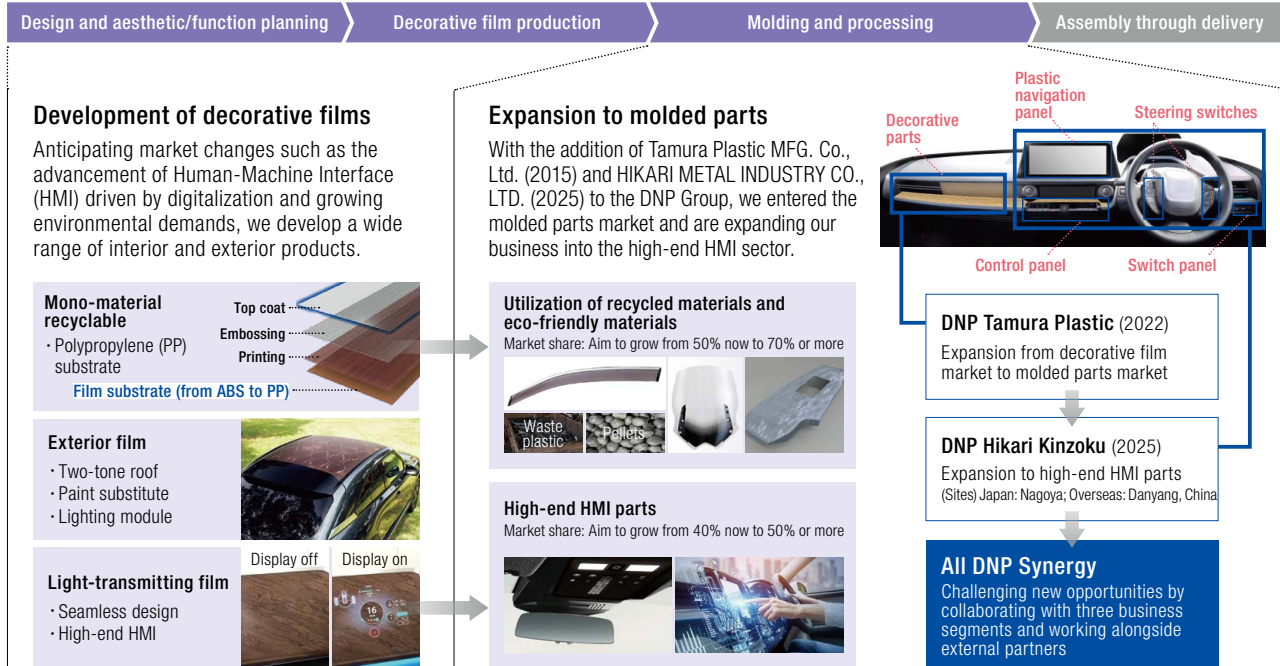 Design and aesthetic/function planning
Decorative film production
Molding and processing
Assembly through delivery
Development of decorative films
Anticipating market changes such as the
advancement of Human-Machine Interface
(HMI) driven by digitalization and growing
environmental demands, we develop a wide
range of interior and exterior products.
Mono-material
recyclable
・Polypropylene (PP)
substrate
Top coat
Embossing
Printing
Film substrate (from ABS to PP)
Exterior film
・Two-tone roof
・Paint substitute
・Lighting module
Light-transmitting film
・Seamless design
・High-end HMI
Display off
Display on
16
Expansion to molded parts
With the addition of Tamura Plastic MFG. Co.,
Ltd. (2015) and HIKARI METAL INDUSTRY CO.,
LTD. (2025) to the DNP Group, we entered the
molded parts market and are expanding our
business into the high-end HMI sector.
Utilization of recycled materials and
eco-friendly materials
Market share: Aim to grow from 50% now to 70% or more
Waste
plastic
Pellets
High-end HMI parts
Market share: Aim to grow from 40% now to 50% or more
Decorative
parts
Plastic
navigation
panel
Steering switches
Control panel
Switch panel
DNP Tamura Plastic (2022)
Expansion from decorative film
market to molded parts market
DNP Hikari Kinzoku (2025)
Expansion to high-end HMI parts
(Sites) Japan: Nagoya; Overseas: Danyang, China
All DNP Synergy
Challenging new opportunities by
collaborating with three business
segments and working alongside
external partners